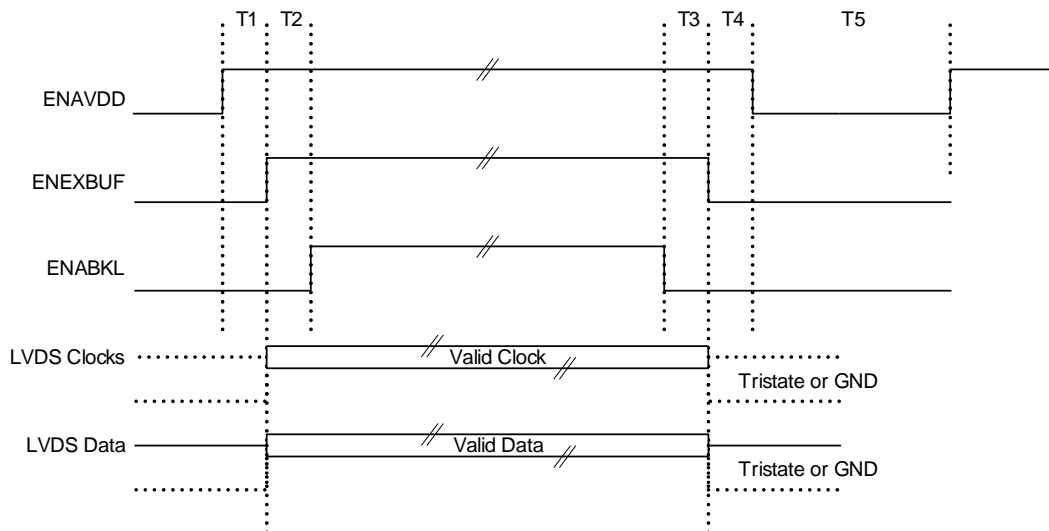 T1 T2 T3 T4 T5
ENAVDD
ENEXBUF
ENABKL
LVDS Clocks Valid Clock
Tristate or GND
LVDS Data Valid Data
Tristate or GND